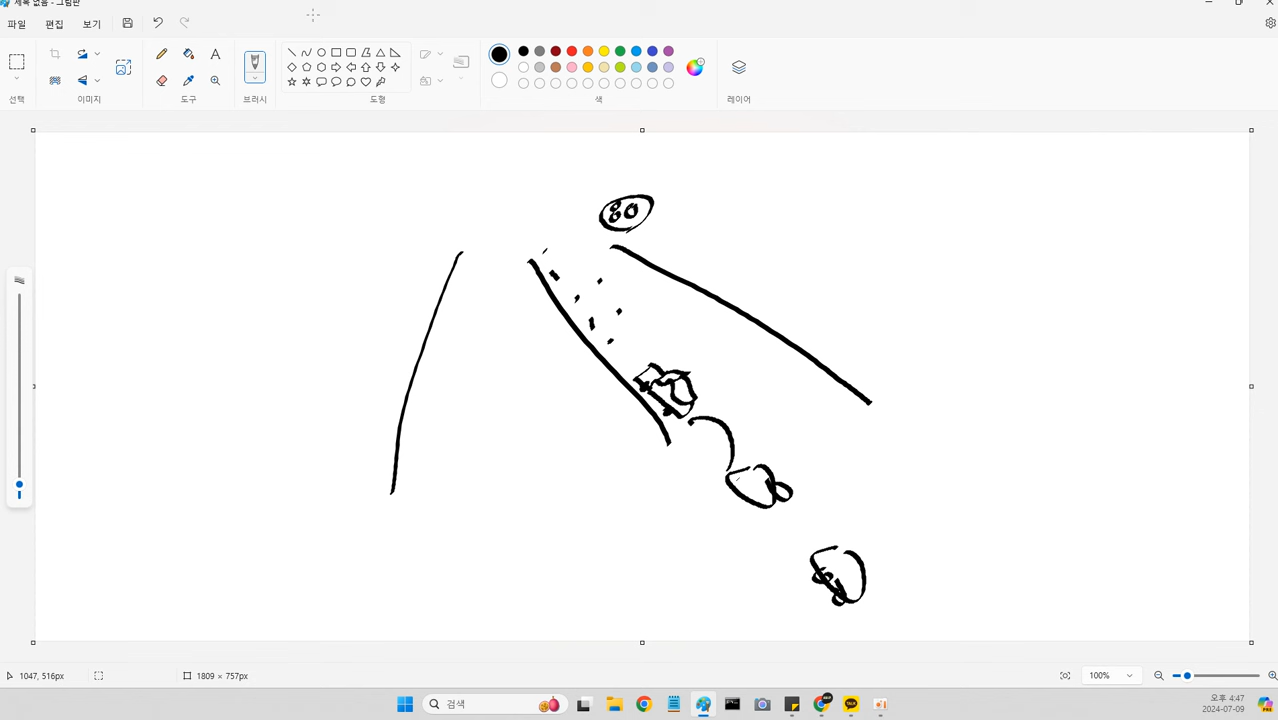 제목 없음 - 그림판
파일 편집 보기
선택 이미지 도구 브러시 도형 색 레이어
A
1047, 516px
1809 × 757px
100%
검색
TALK
오후 4:47
2024-07-09
PRE